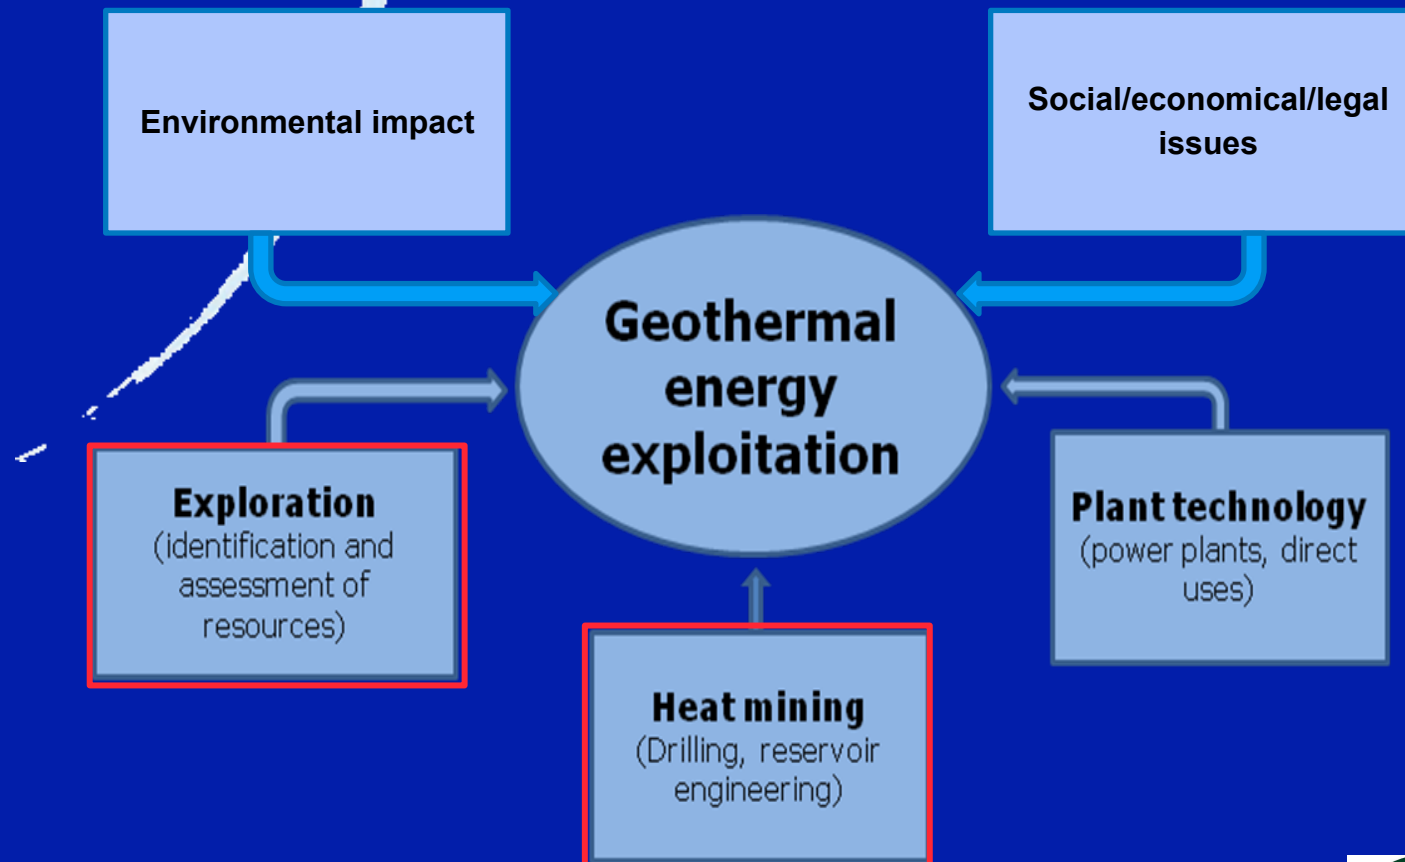 Environmental impact
Social/economical/legal
issues
Geothermal
energy
exploitation
Exploration
(identification and
assessment of
resources)
Plant technology
(power plants, direct
uses)
Heat mining
(Drilling, reservoir
engineering)